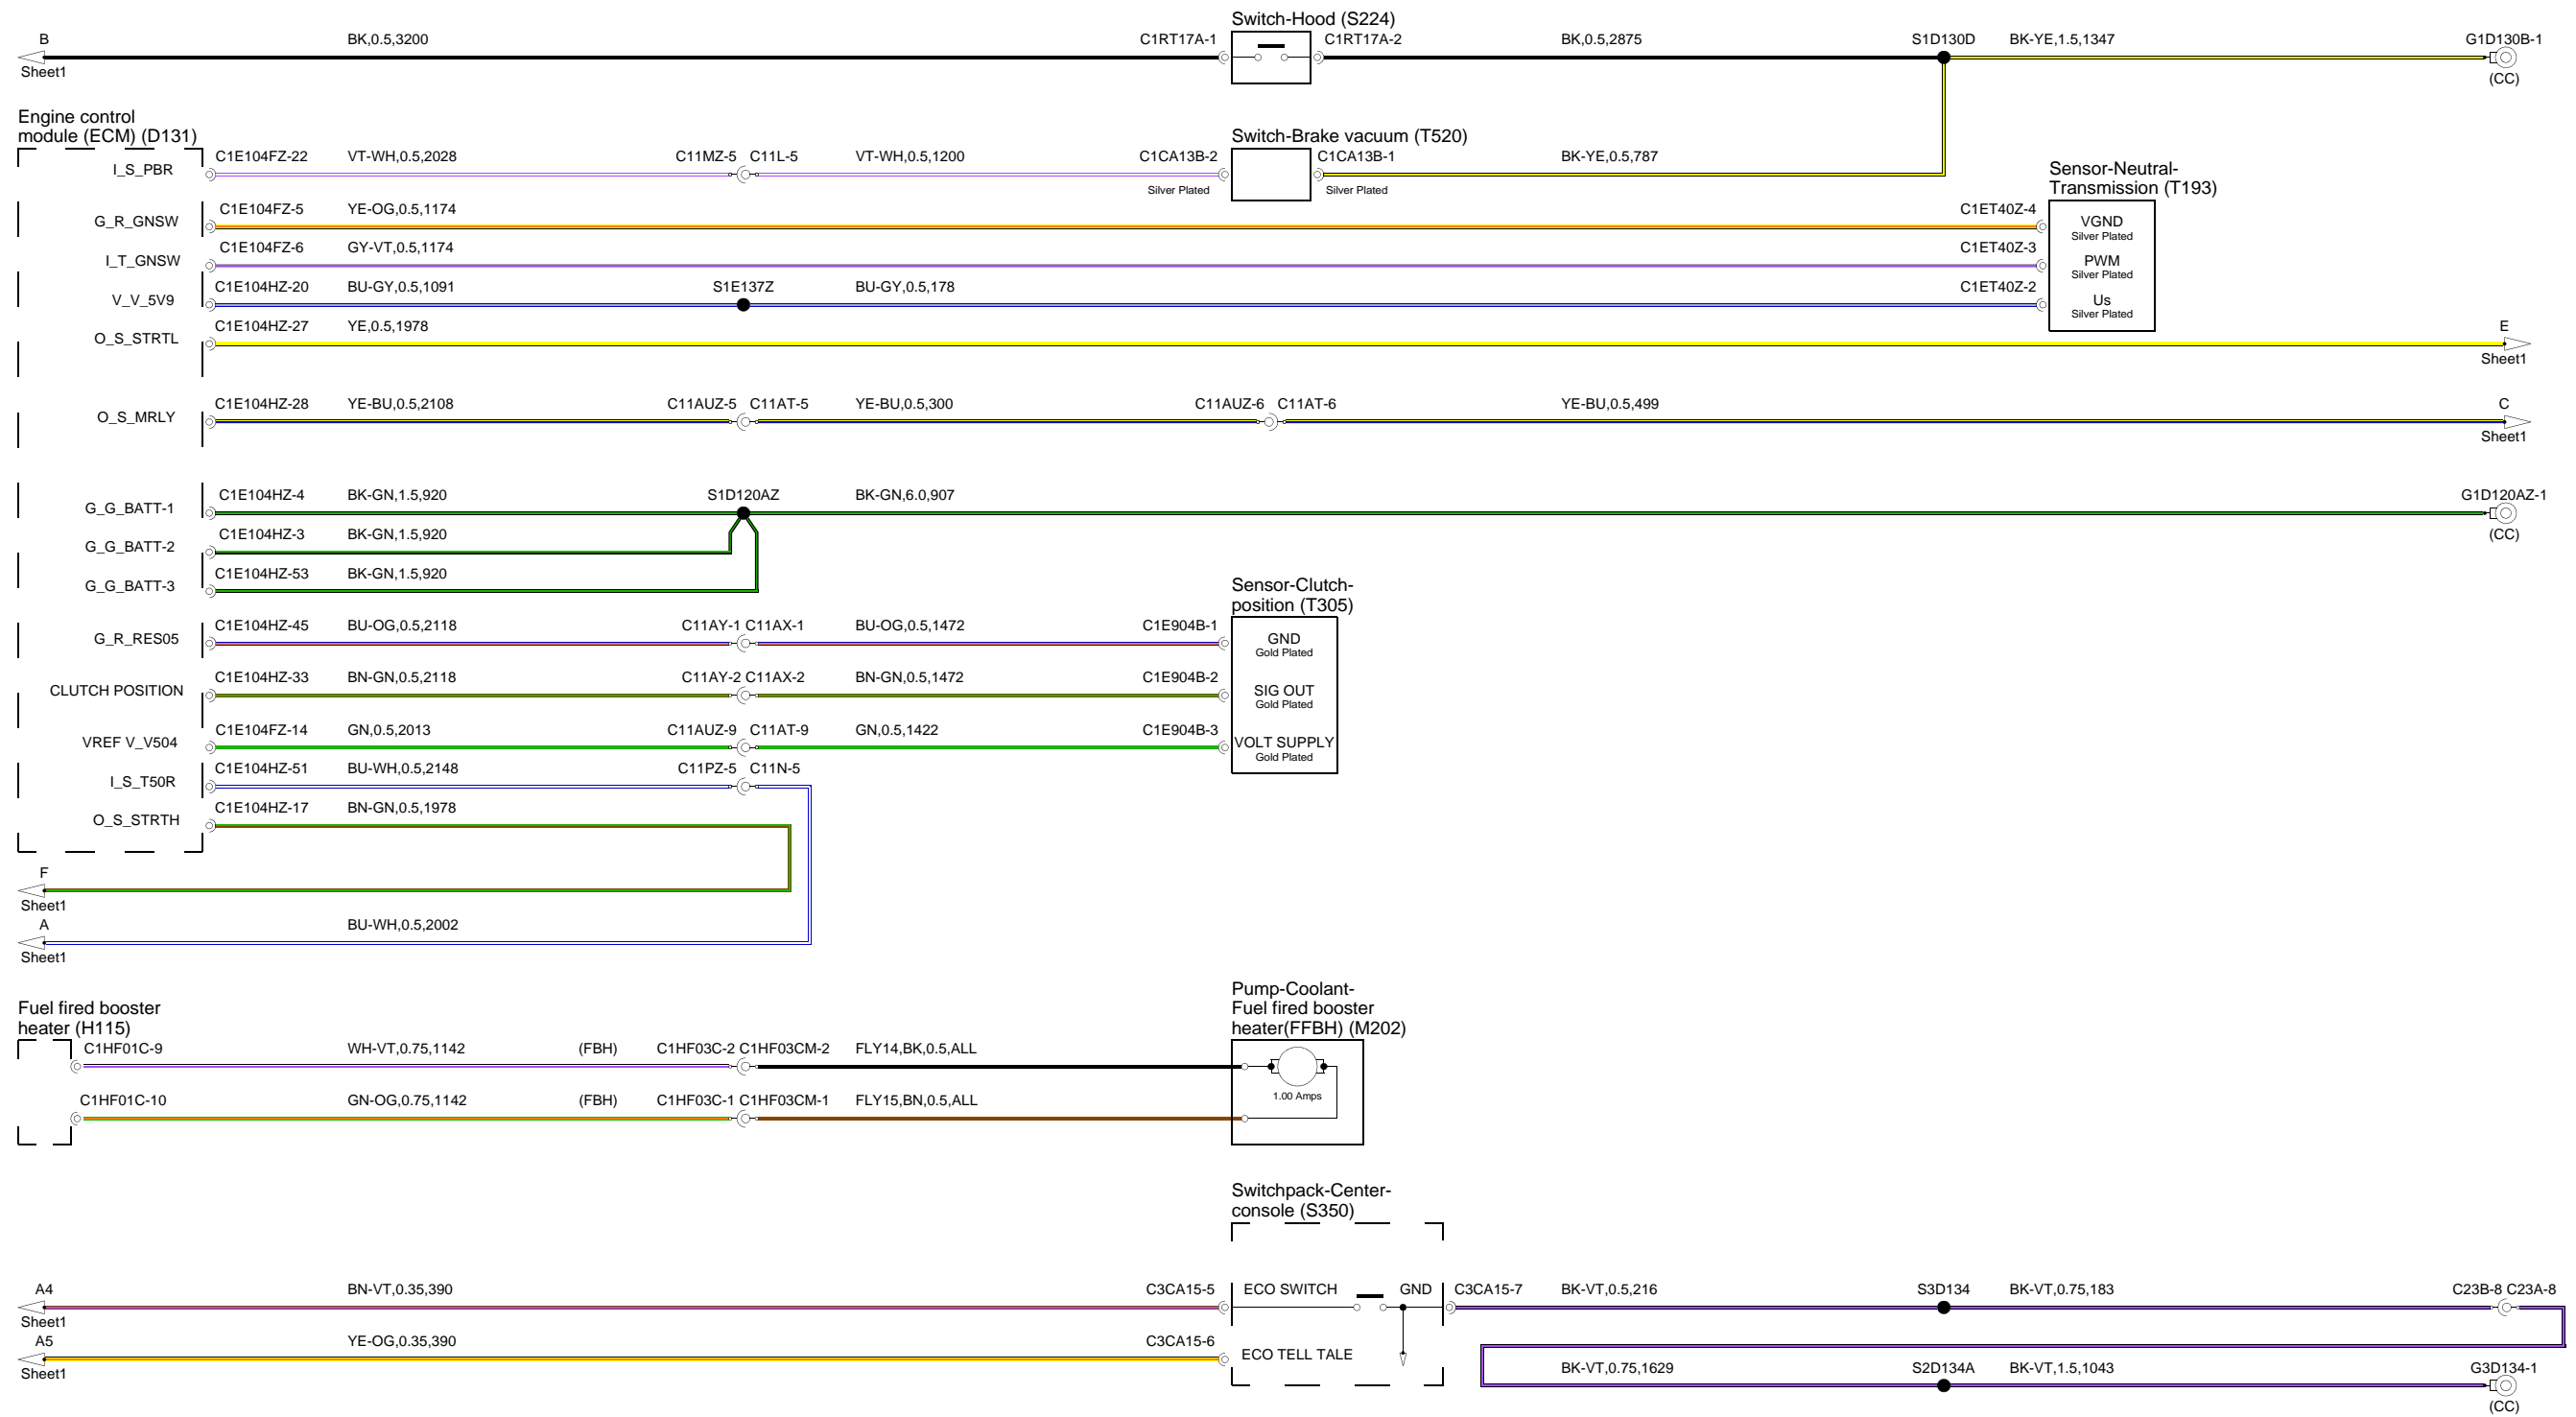 Switch-Hood (S224)
B BK,0.5,3200 C1RT17A-1 C1RT17A-2 BK,0.5,2875 S1D130D BK-YE,1.5,1347 G1D130B-1
Sheet1
(CC)
Engine control
module (ECM) (D131)
Switch-Brake vacuum (T520)
C1E104FZ-22 VT-WH,0.5,2028 C11MZ-5 C11L-5 VT-WH,0.5,1200 C1CA13B-2 C1CA13B-1 BK-YE,0.5,787
I_S_PBR
Silver Plated Silver Plated
Sensor-Neutral-
Transmission (T193)
C1E104FZ-5 YE-OG,0.5,1174 C1ET40Z-4
G_R_GNSW VGND
Silver Plated
C1E104FZ-6 GY-VT,0.5,1174 C1ET40Z-3
I_T_GNSW PWM
Silver Plated
C1E104HZ-20 BU-GY,0.5,1091 S1E137Z BU-GY,0.5,178 C1ET40Z-2
V_V_5V9 Us
Silver Plated
C1E104HZ-27 YE,0.5,1978 E
O_S_STRTL
Sheet1
C1E104HZ-28 YE-BU,0.5,2108 C11AUZ-5 C11AT-5 YE-BU,0.5,300 C11AUZ-6 C11AT-6 YE-BU,0.5,499 C
O_S_MRLY
Sheet1
C1E104HZ-4 BK-GN,1.5,920 S1D120AZ BK-GN,6.0,907 G1D120AZ-1
G_G_BATT-1
(CC)
C1E104HZ-3 BK-GN,1.5,920
G_G_BATT-2
C1E104HZ-53 BK-GN,1.5,920
G_G_BATT-3
Sensor-Clutch-
position (T305)
C1E104HZ-45 BU-OG,0.5,2118 C11AY-1 C11AX-1 BU-OG,0.5,1472 C1E904B-1
G_R_RES05 GND
Gold Plated
C1E104HZ-33 BN-GN,0.5,2118 C11AY-2 C11AX-2 BN-GN,0.5,1472 C1E904B-2
CLUTCH POSITION SIG OUT
Gold Plated
C1E104FZ-14 GN,0.5,2013 C11AUZ-9 C11AT-9 GN,0.5,1422 C1E904B-3
VREF V_V504 VOLT SUPPLY
Gold Plated
C1E104HZ-51 BU-WH,0.5,2148 C11PZ-5 C11N-5
I_S_T50R
C1E104HZ-17 BN-GN,0.5,1978
O_S_STRTH
F
Sheet1
A BU-WH,0.5,2002
Sheet1
Fuel fired booster
heater (H115)
Pump-Coolant-
Fuel fired booster
heater(FFBH) (M202)
C1HF01C-9 WH-VT,0.75,1142 (FBH) C1HF03C-2 C1HF03CM-2 FLY14,BK,0.5,ALL
1.00 Amps
C1HF01C-10 GN-OG,0.75,1142 (FBH) C1HF03C-1 C1HF03CM-1 FLY15,BN,0.5,ALL
Switchpack-Center-
console (S350)
A4 BN-VT,0.35,390 C3CA15-5 ECO SWITCH GND C3CA15-7 BK-VT,0.5,216 S3D134 BK-VT,0.75,183 C23B-8 C23A-8
Sheet1
A5 YE-OG,0.35,390 C3CA15-6
ECO TELL TALE
Sheet1
BK-VT,0.75,1629 S2D134A BK-VT,1.5,1043 G3D134-1
(CC)